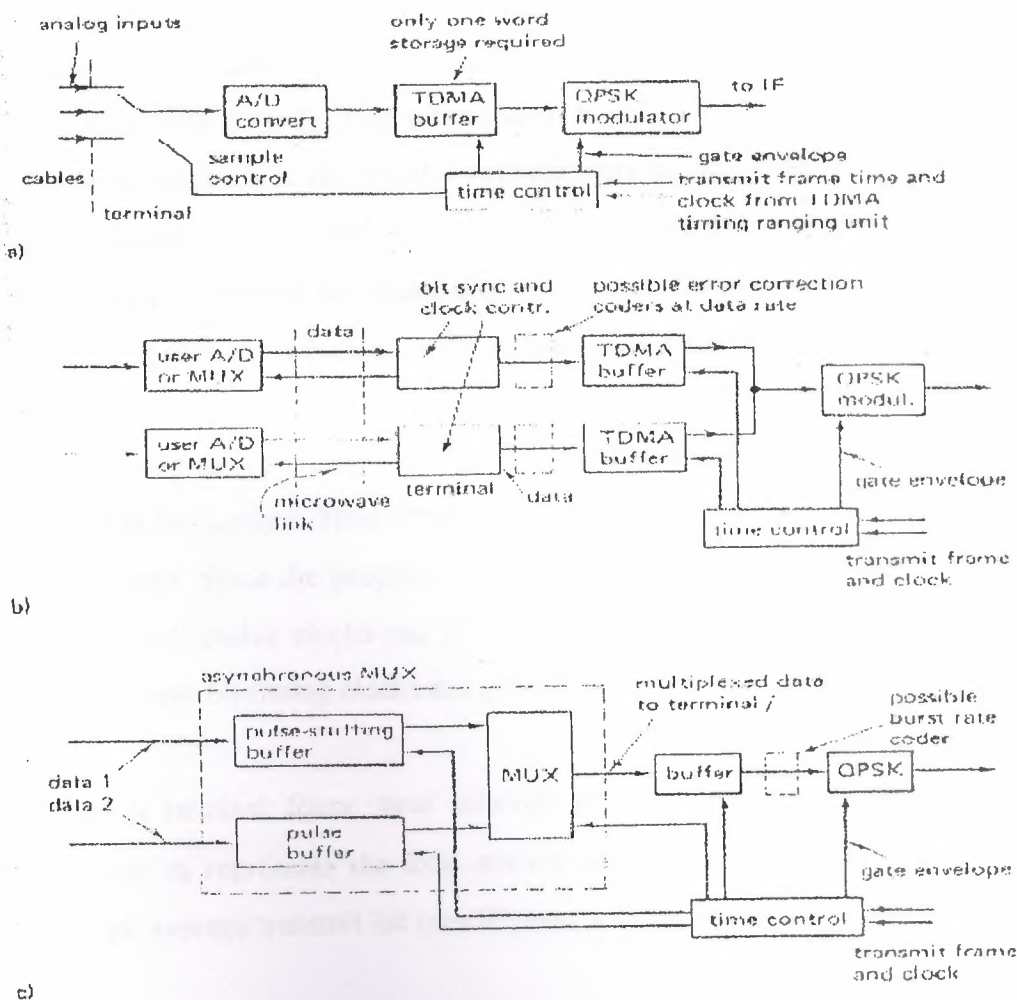 analog inputs
only one word
storage required
A/D
convert
TDMA
buffer
QPSK
modulator
to IF
cables
terminal
sample
control
time control
gate envelope
transmit frame time and
clock from TDMA
timing ranging unit
a)
bit sync and
clock contr.
possible error correction
coders at data rate
data
user A/D
or MUX
TDMA
buffer
QPSK
modul.
user A/D
or MUX
TDMA
buffer
microwave
link
terminal
data
gate envelope
time control
transmit frame
and clock
b)
asynchronous MUX
multiplexed data
to terminal /
possible
burst rate
coder
pulse-stuffing
buffer
MUX
buffer
QPSK
data 1
data 2
pulse
buffer
gate envelope
time control
transmit frame
and clock
c)